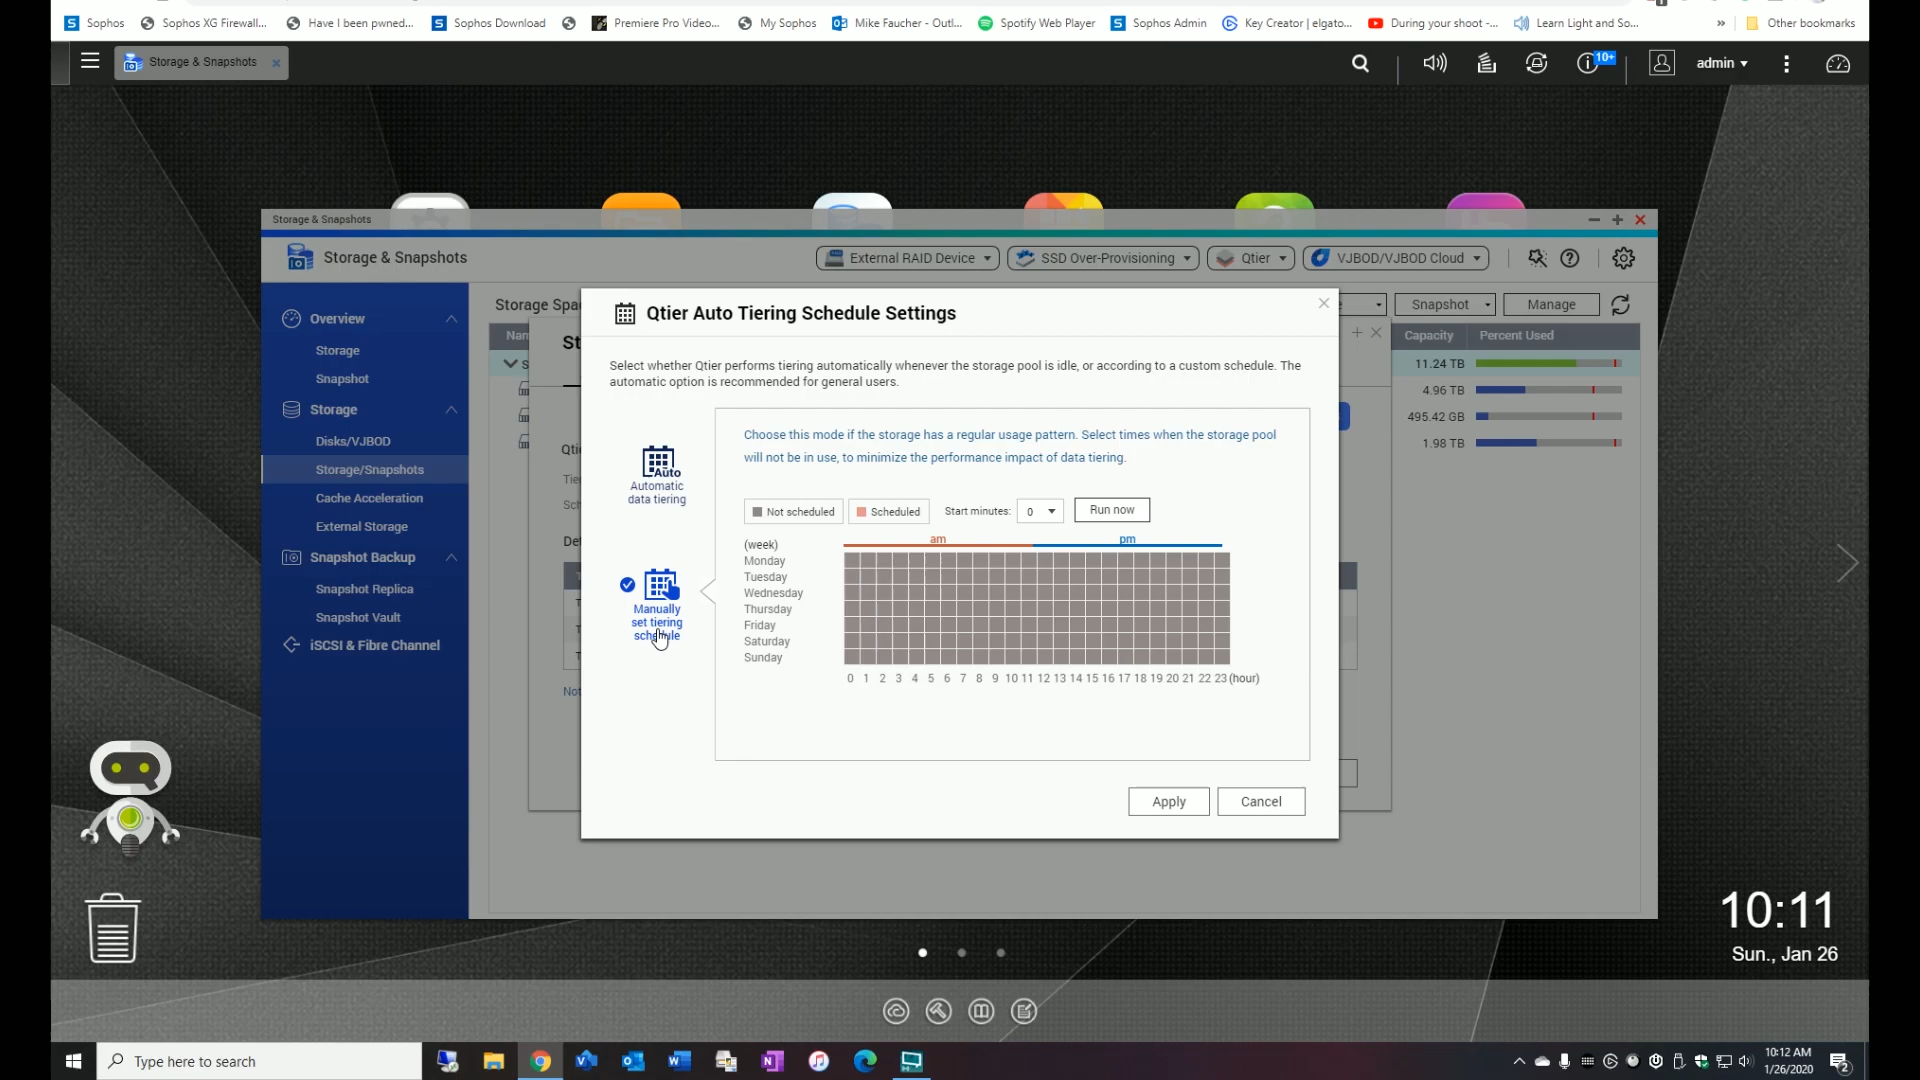 Sophos
Sophos XG Firewall...
Have I been pwned...
Sophos Download
Premiere Pro Video...
My Sophos
Mike Faucher - Outl...
Spotify Web Player
Sophos Admin
Key Creator | elgato...
During your shoot -...
Learn Light and So...
»
Other bookmarks
Storage & Snapshots ×
10+
admin
Storage & Snapshots
Storage & Snapshots
External RAID Device
SSD Over-Provisioning
Qtier
VJBOD/VJBOD Cloud
Overview
Storage
Snapshot
Storage
Disks/VJBOD
Storage/Snapshots
Cache Acceleration
External Storage
Snapshot Backup
Snapshot Replica
Snapshot Vault
iSCSI & Fibre Channel
Storage Spa
Snapshot
Manage
Capacity Percent Used
11.24 TB
4.96 TB
495.42 GB
1.98 TB
Qtier Auto Tiering Schedule Settings
Select whether Qtier performs tiering automatically whenever the storage pool is idle, or according to a custom schedule. The
automatic option is recommended for general users.
Auto
Automatic
data tiering
Manually
set tiering
schedule
Choose this mode if the storage has a regular usage pattern. Select times when the storage pool
will not be in use, to minimize the performance impact of data tiering.
Not scheduled
Scheduled
Start minutes: 0
Run now
am pm
(week)
Monday
Tuesday
Wednesday
Thursday
Friday
Saturday
Sunday
0 1 2 3 4 5 6 7 8 9 10 11 12 13 14 15 16 17 18 19 20 21 22 23 (hour)
Apply
Cancel
10:11
Sun., Jan 26
Type here to search
10:12 AM
1/26/2020
2